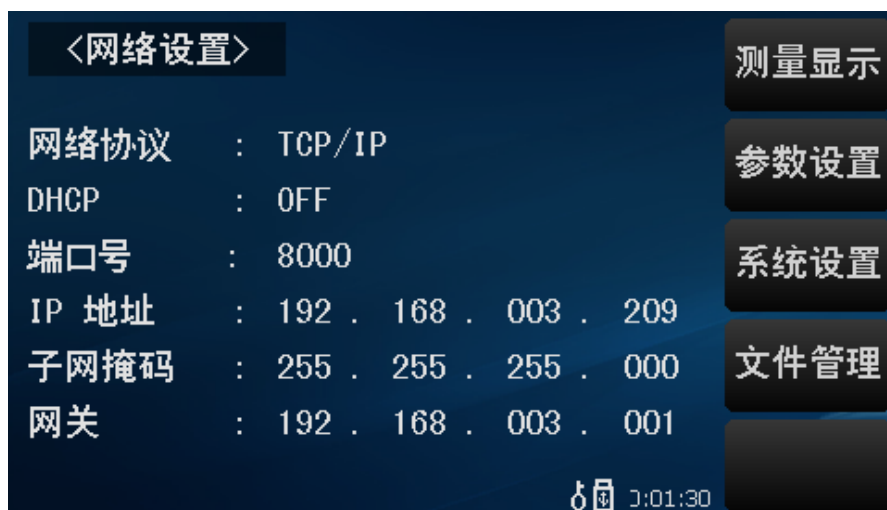 <网络设置>
网络协议 : TCP/IP
DHCP : OFF
端口号 : 8000
IP 地址 : 192 . 168 . 003 . 209
子网掩码 : 255 . 255 . 255 . 000
网关 : 192 . 168 . 003 . 001
测量显示
参数设置
系统设置
文件管理
:01:30